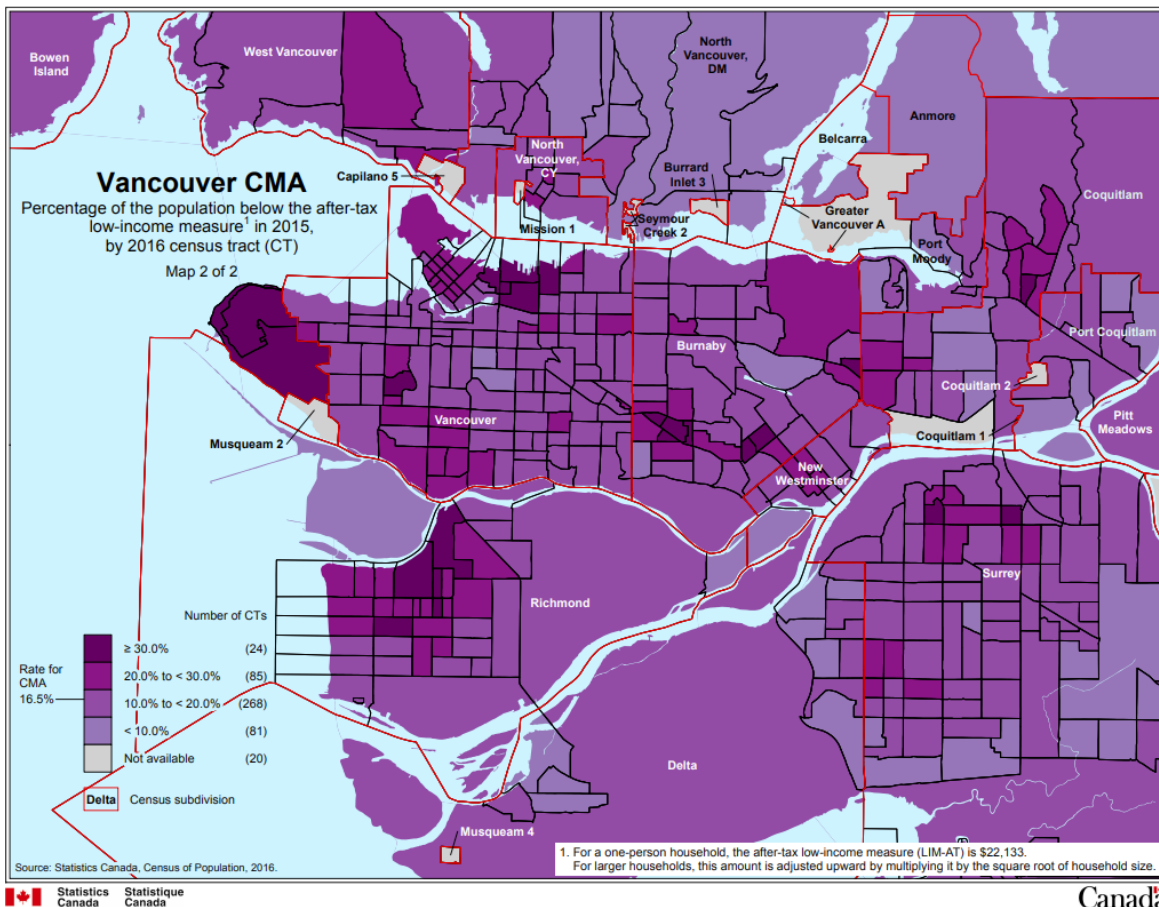 Bowen
Island
West Vancouver
North
Vancouver,
DM
Anmore
Belcarra
Coquitlam
North
Vancouver,
CY
Capilano 5
Burrard
Inlet 3
Vancouver CMA
Percentage of the population below the after-tax
low-income measure1 in 2015,
by 2016 census tract (CT)
Map 2 of 2
Mission 1
Seymour
Creek 2
Greater
Vancouver A
Port
Moody
Port Coquitlam
Burnaby
Coquitlam 2
Vancouver
Musqueam 2
Coquitlam 1
Pitt
Meadows
New
Westminster
Surrey
Richmond
Number of CTs
≥ 30.0% (24)
20.0% to < 30.0% (85)
Rate for
CMA
16.5%
10.0% to < 20.0% (268)
< 10.0% (81)
Not available (20)
Delta
Delta Census subdivision
Musqueam 4
1. For a one-person household, the after-tax low-income measure (LIM-AT) is $22,133.
For larger households, this amount is adjusted upward by multiplying it by the square root of household size.
Source: Statistics Canada, Census of Population, 2016.
Statistics Statistique
Canada Canada
Canada